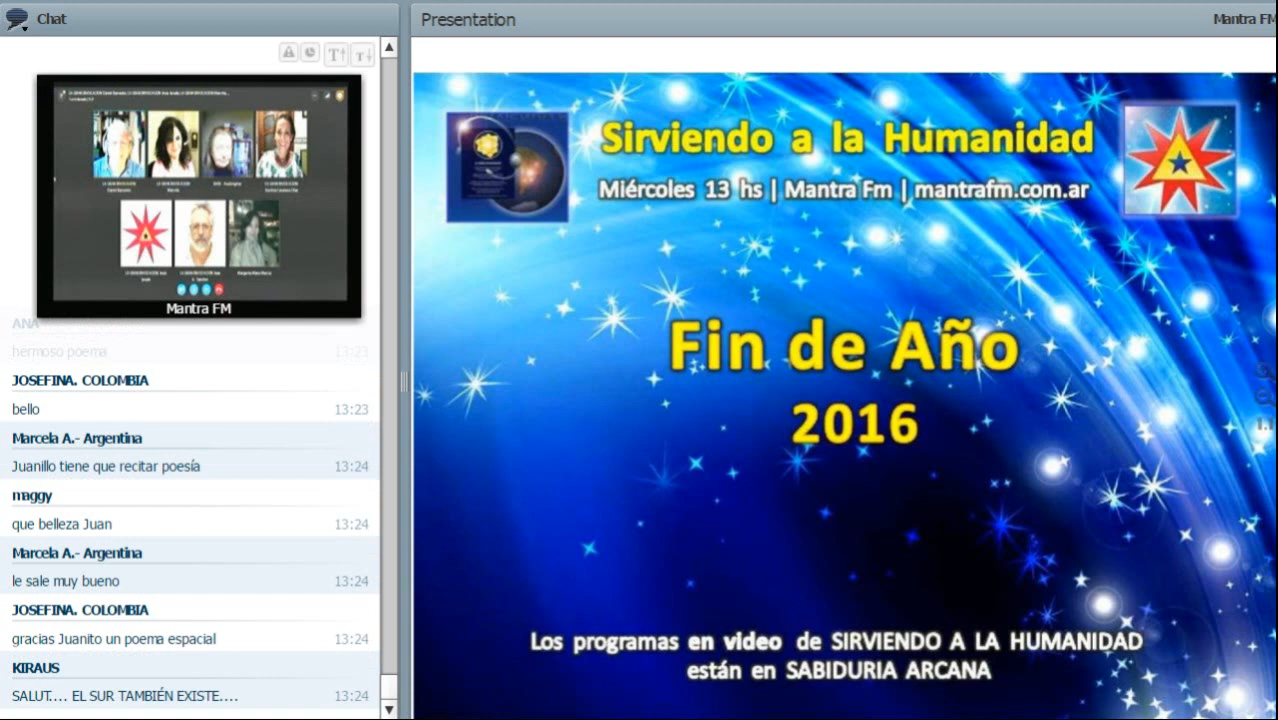 Chat
Mantra FM
ANA
hermoso poema 13:23
JOSEFINA. COLOMBIA
bello 13:23
Marcela A.- Argentina
Juanillo tiene que recitar poesía 13:24
maggy
que belleza Juan 13:24
Marcela A.- Argentina
le sale muy bueno 13:24
JOSEFINA. COLOMBIA
gracias Juanito un poema espacial 13:24
KIRAUS
SALUT.... EL SUR TAMBIÉN EXISTE.... 13:24
Presentation
Mantra FM
Sirviendo a la Humanidad
Miércoles 13 hs | Mantra Fm | mantrafm.com.ar
Fin de Año
2016
Los programas en video de SIRVIENDO A LA HUMANIDAD
están en SABIDURIA ARCANA